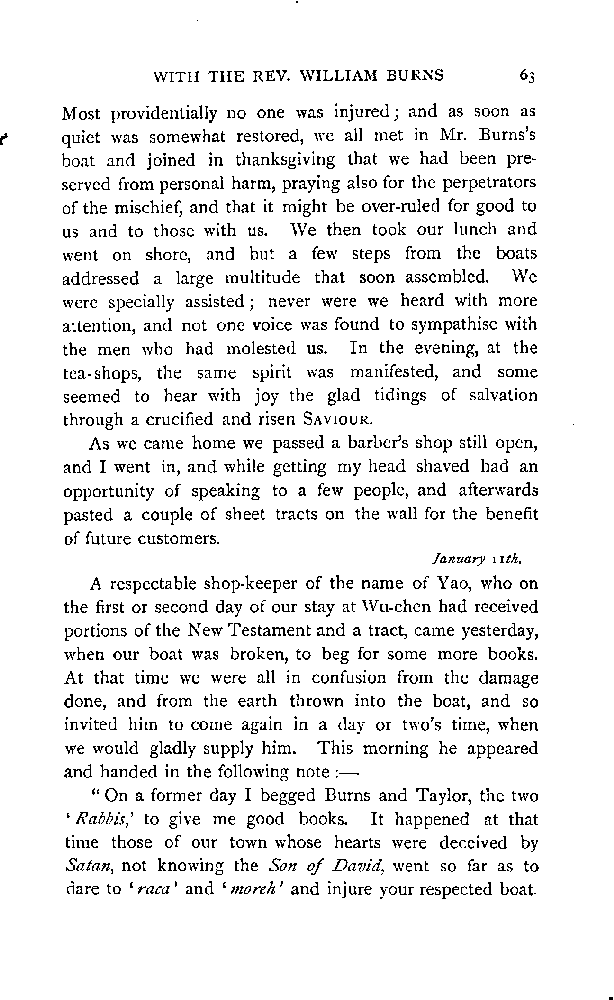 WITH THE REV. WILLIAM BURNS 63
Most providentially no one was injured; and as soon as
quiet was somewhat restored, we all met in Mr. Burns's
boat and joined in thanksgiving that we had been pre-
served from personal harm, praying also for the perpetrators
of the mischief, and that it might be over-ruled for good to
us and to those with us. We then took our lunch and
went on shore, and but a few steps from the boats
addressed a large multitude that soon assembled. We
were specially assisted; never were we heard with more
attention, and not one voice was found to sympathise with
the men who had molested us. In the evening, at the
tea-shops, the same spirit was manifested, and some
seemed to hear with joy the glad tidings of salvation
through a crucified and risen SAVIOUR.
As we came home we passed a barber's shop still open,
and I went in, and while getting my head shaved had an
opportunity of speaking to a few people, and afterwards
pasted a couple of sheet tracts on the wall for the benefit
of future customers.
January 11th.
A respectable shop-keeper of the name of Yao, who on
the first or second day of our stay at Wu-chen had received
portions of the New Testament and a tract, came yesterday,
when our boat was broken, to beg for some more books.
At that time we were all in confusion from the damage
done, and from the earth thrown into the boat, and so
invited him to come again in a day or two's time, when
we would gladly supply him. This morning he appeared
and handed in the following note :—
"On a former day I begged Burns and Taylor, the two
'Rabbis,' to give me good books. It happened at that
time those of our town whose hearts were deceived by
Satan, not knowing the Son of David, went so far as to
dare to 'raca' and 'moreh' and injure your respected boat.